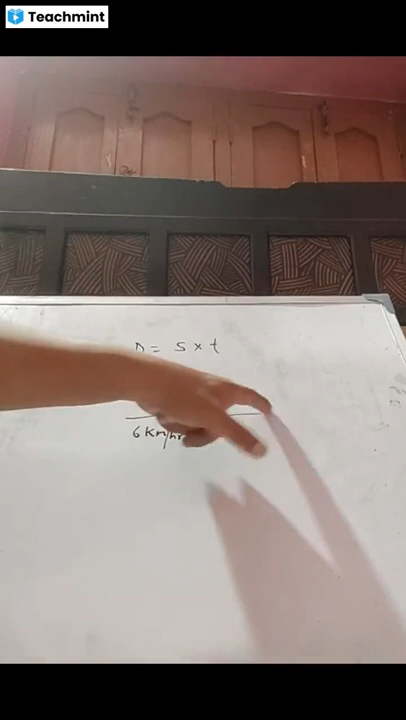 Teachmint
D = S × t
6 Km/hr